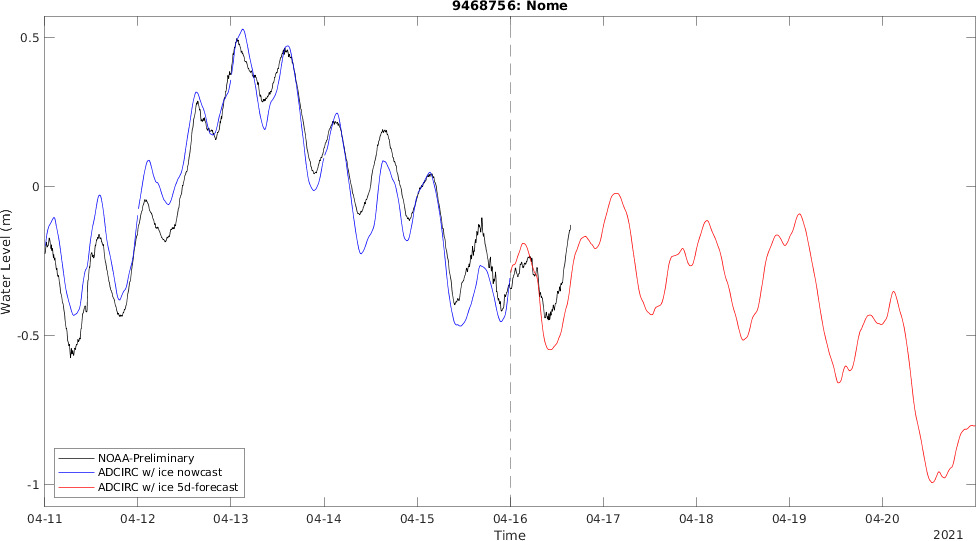 9468756: Nome
0.5
0
-0.5
-1
Water Level (m)
NOAA-Preliminary
ADCIRC w/ ice nowcast
ADCIRC w/ ice 5d-forecast
04-11 04-12 04-13 04-14 04-15 04-16 04-17 04-18 04-19 04-20
Time
2021